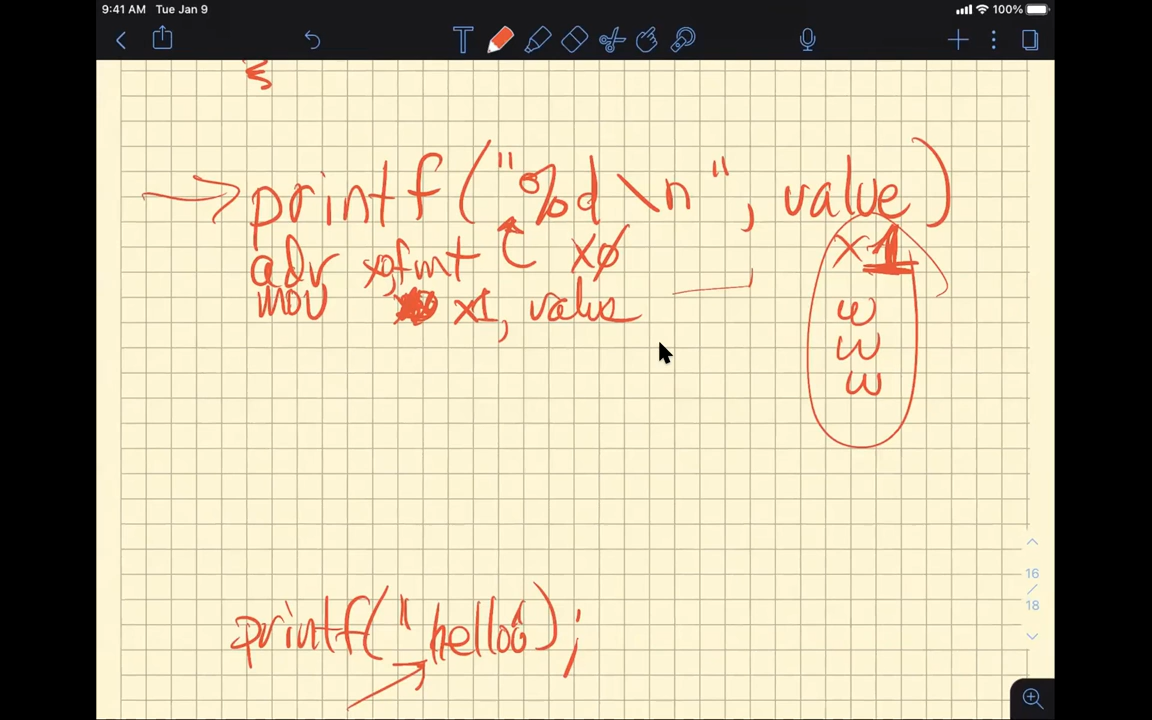 9:41 AM Tue Jan 9
100%
T
printf("%d \n", value)
adr x0,fmt x0 x1
mov x1, value
w
w
w
16
/
18
printf("hello");